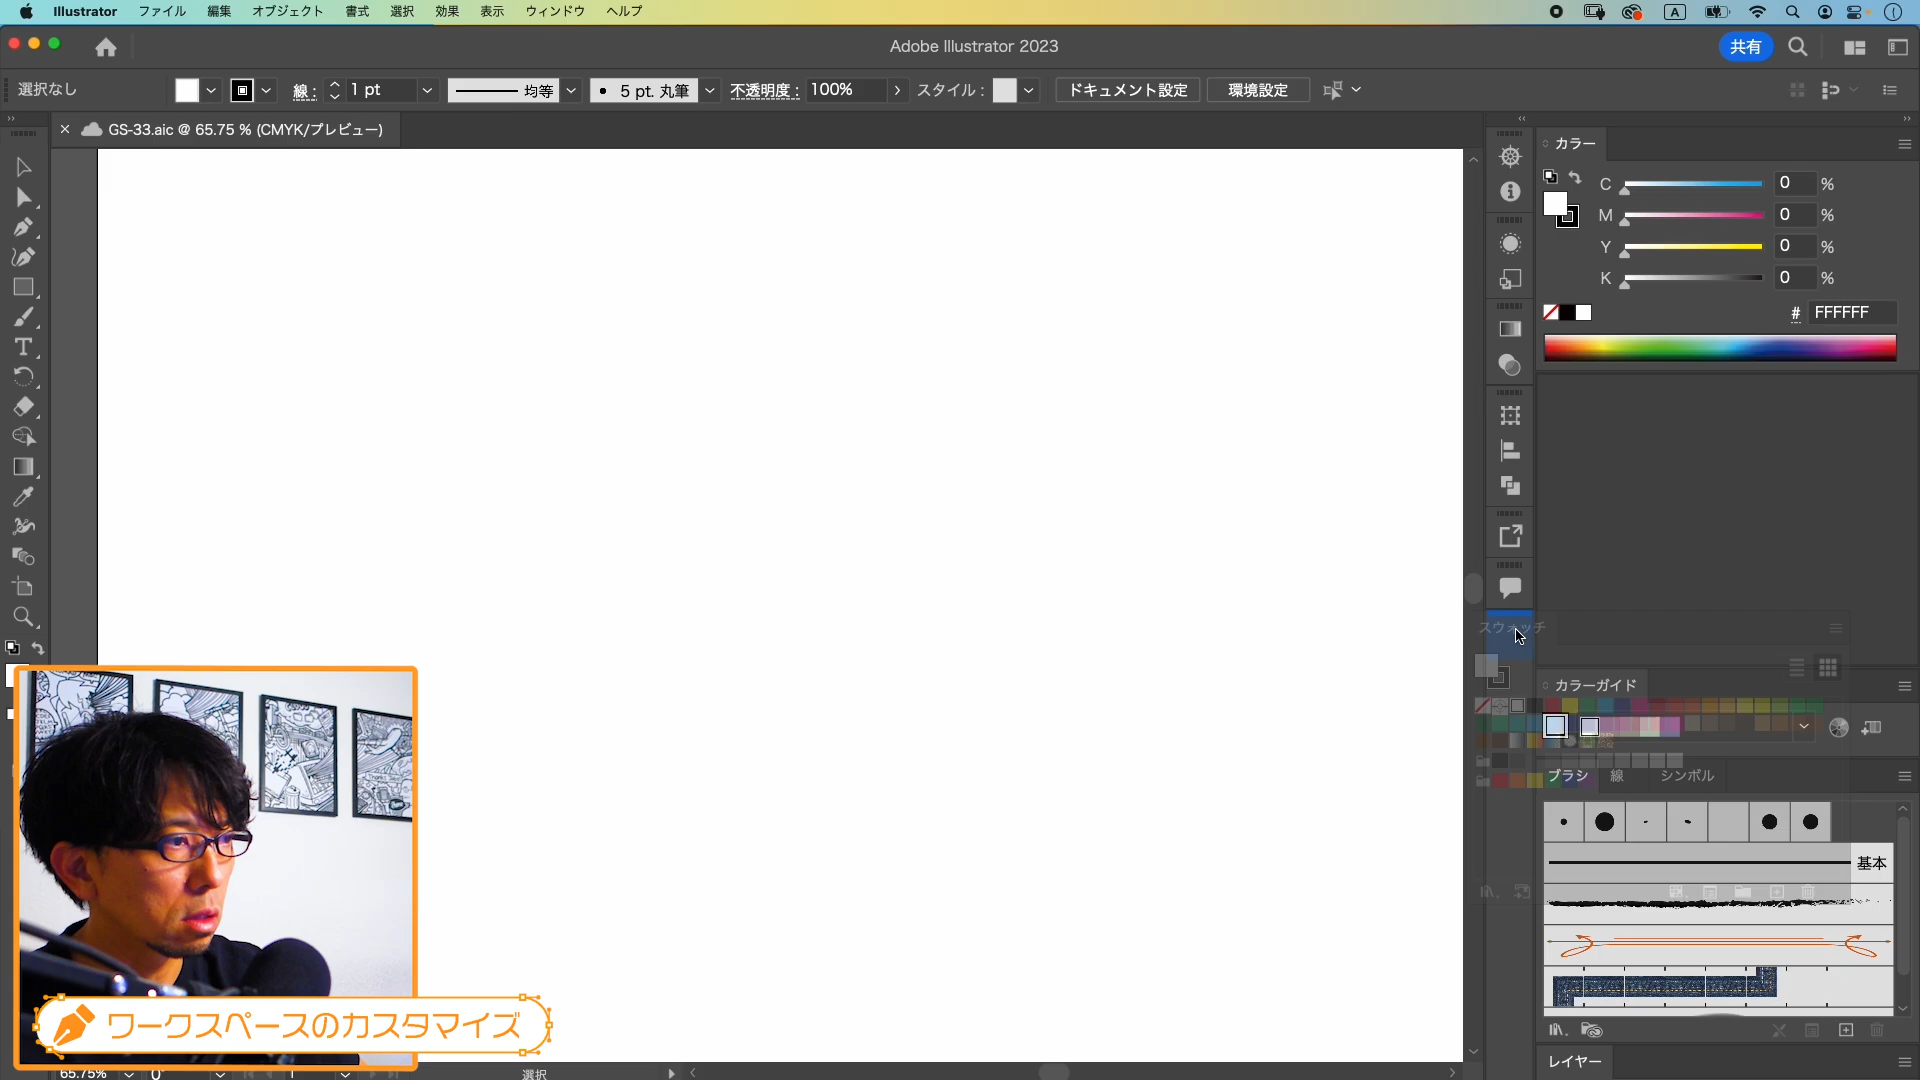 Illustrator ファイル 編集 オブジェクト 書式 選択 効果 表示 ウィンドウ ヘルプ
A
Adobe Illustrator 2023
共有
選択なし
線 :
1 pt
均等
5 pt. 丸筆
不透明度 :
100%
スタイル :
ドキュメント設定
環境設定
× GS-33.aic @ 65.75 % (CMYK/プレビュー)
カラー
C 0 %
M 0 %
Y 0 %
K 0 %
# FFFFFF
スウォッチ
カラーガイド
ブラシ 線 シンボル
基本
レイヤー
ワークスペースのカスタマイズ
65.75%
0°
1
選択